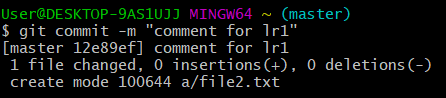 User@DESKTOP-9AS1UJJ MINGW64 ~ (master)
$ git commit -m "comment for lr1"
[master 12e89ef] comment for lr1
 1 file changed, 0 insertions(+), 0 deletions(-)
 create mode 100644 a/file2.txt